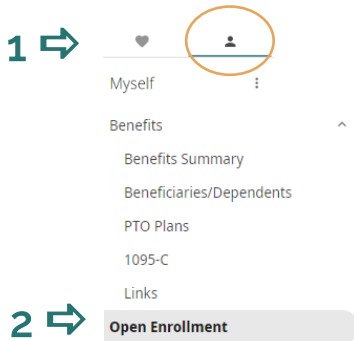 1
Myself
Benefits
Benefits Summary
Beneficiaries/Dependents
PTO Plans
1095-C
Links
2
Open Enrollment